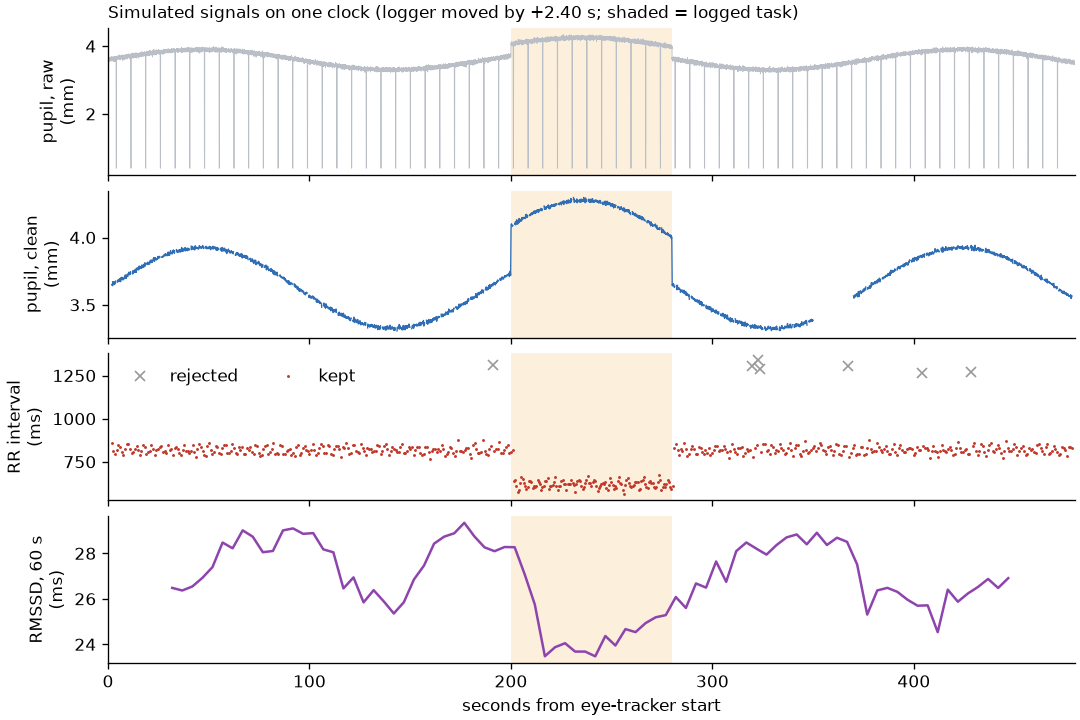 Simulated signals on one clock (logger moved by +2.40 s; shaded = logged task)
pupil, raw
(mm)
4
2
pupil, clean
(mm)
4.0
3.5
RR interval
(ms)
1250
1000
750
rejected
kept
RMSSD, 60 s
(ms)
28
26
24
0
100
200
300
400
seconds from eye-tracker start